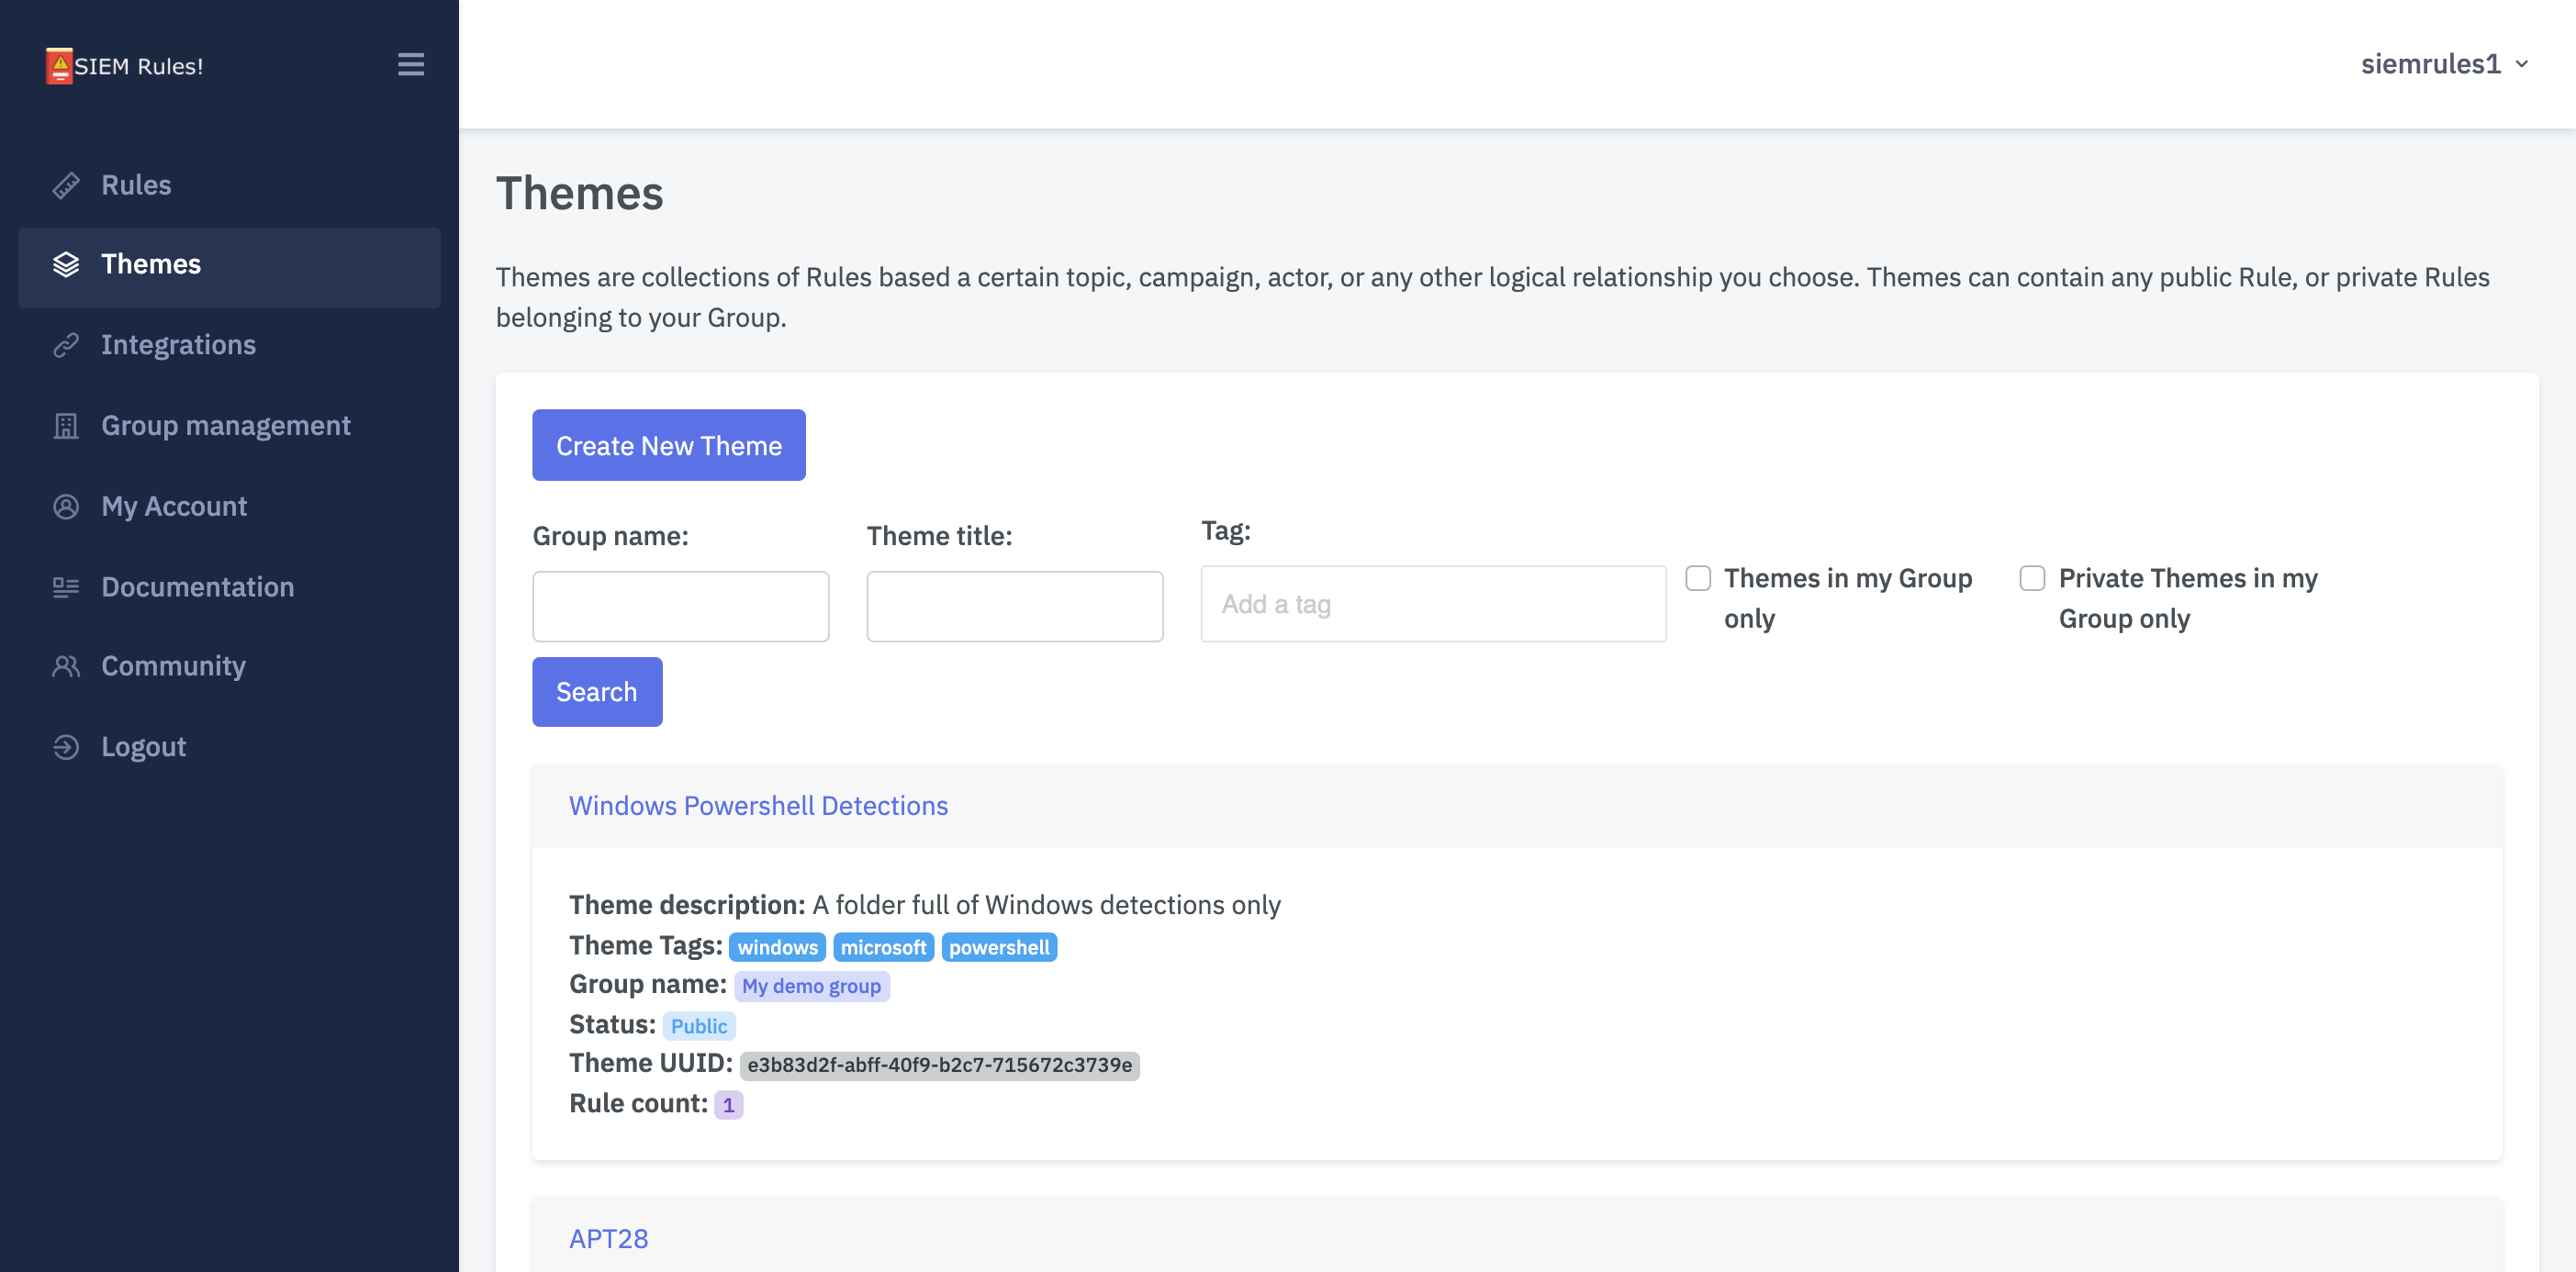 SIEM Rules!
siemrules1
Rules
Themes
Integrations
Group management
My Account
Documentation
Community
Logout
Themes
Themes are collections of Rules based a certain topic, campaign, actor, or any other logical relationship you choose. Themes can contain any public Rule, or private Rules
belonging to your Group.
Create New Theme
Group name:
Theme title:
Tag:
Add a tag
Themes in my Group
only
Private Themes in my
Group only
Search
Windows Powershell Detections
Theme description: A folder full of Windows detections only
Theme Tags: windows microsoft powershell
Group name: My demo group
Status: Public
Theme UUID: e3b83d2f-abff-40f9-b2c7-715672c3739e
Rule count: 1
APT28